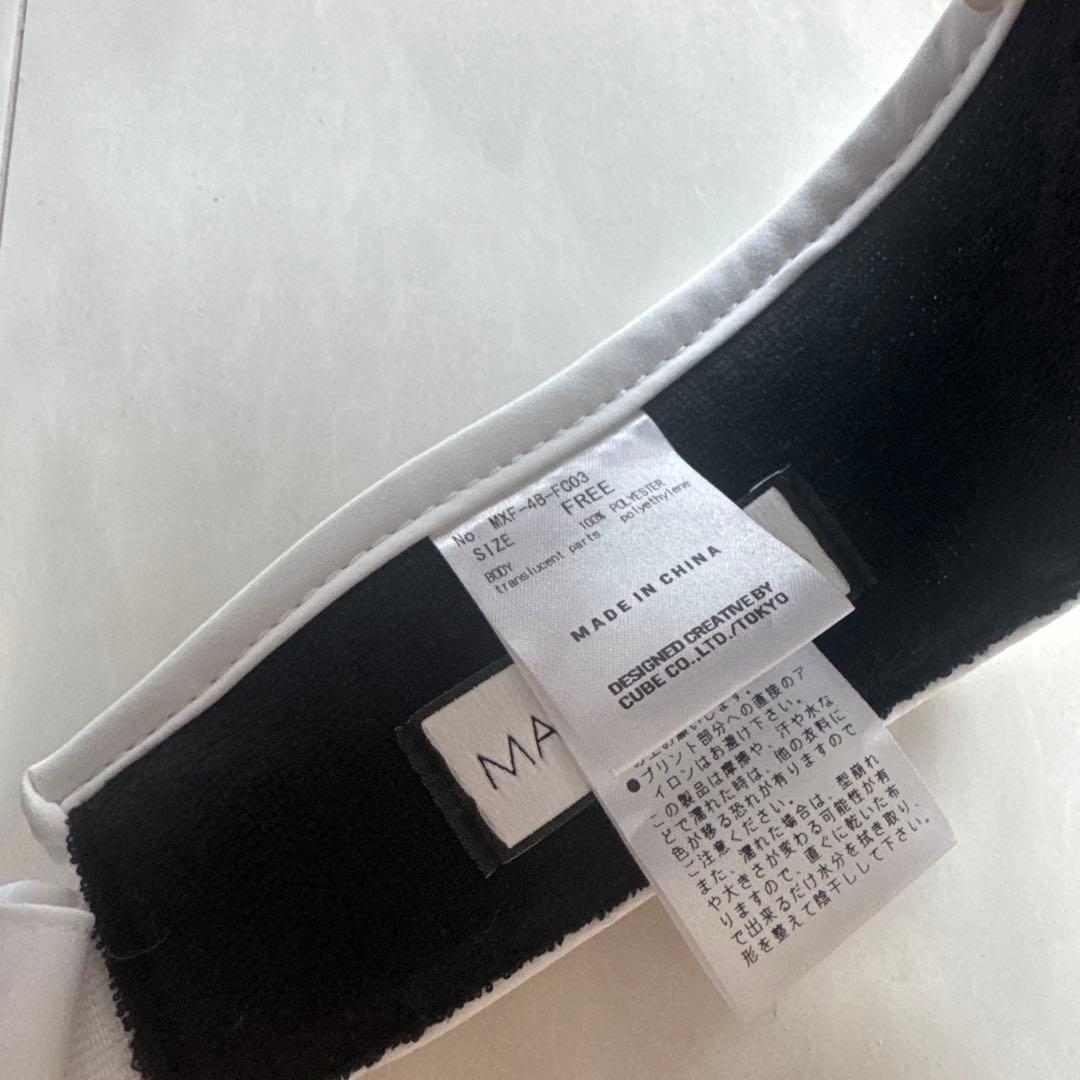 No MXF-4B-FC03
SIZE FREE
BODY 100% POLYESTER
translucent parts polyethylene
MADE IN CHINA
DESIGNED CREATIVE BY
CUBE CO.,LTD./TOKYO
MA
●プリント部分への直接のア
イロンはお避け下さい。
この製品は摩擦や、汗や水な
どで濡れた時は、他の衣料に
色が移る恐れが有りますので
ご注意ください。
また、濡れた場合は、型崩れ
や大きさが変わる可能性が有
りますので、直ぐに乾いた布
で出来るだけ水分を拭き取り、
形を整えて陰干しして下さい。